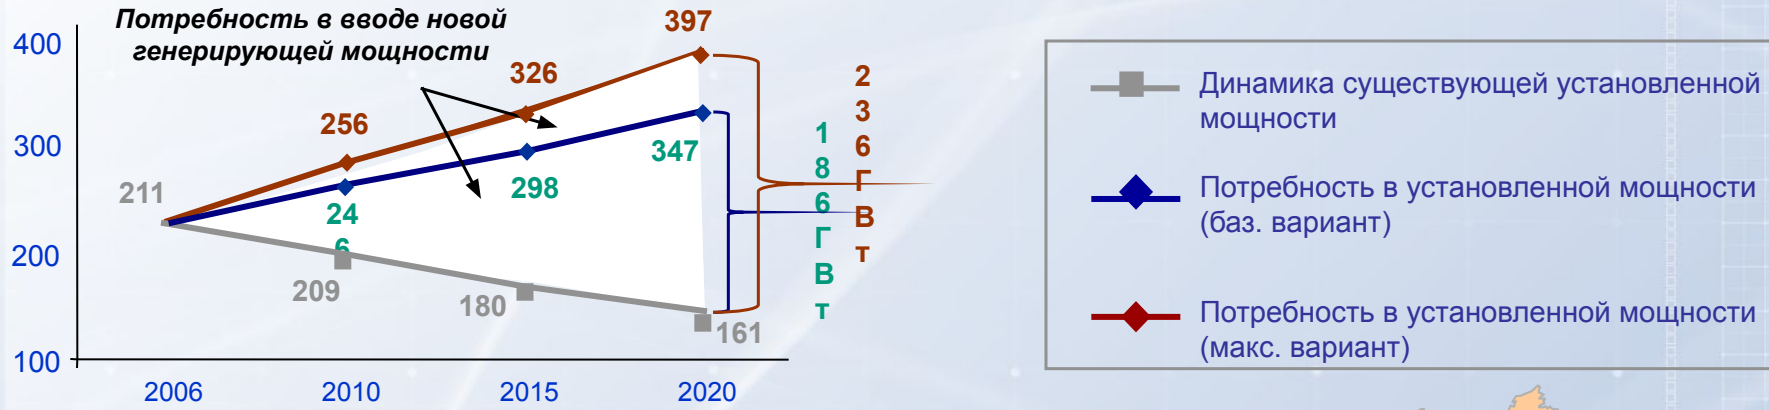 Потребность в вводе новой
генерирующей мощности
400
300
200
100
211
256
326
397
24
6
298
347
209
180
161
1
8
6
Г
В
т
2
3
6
Г
В
т
2006
2010
2015
2020
Динамика существующей установленной
мощности
Потребность в установленной мощности
(баз. вариант)
Потребность в установленной мощности
(макс. вариант)